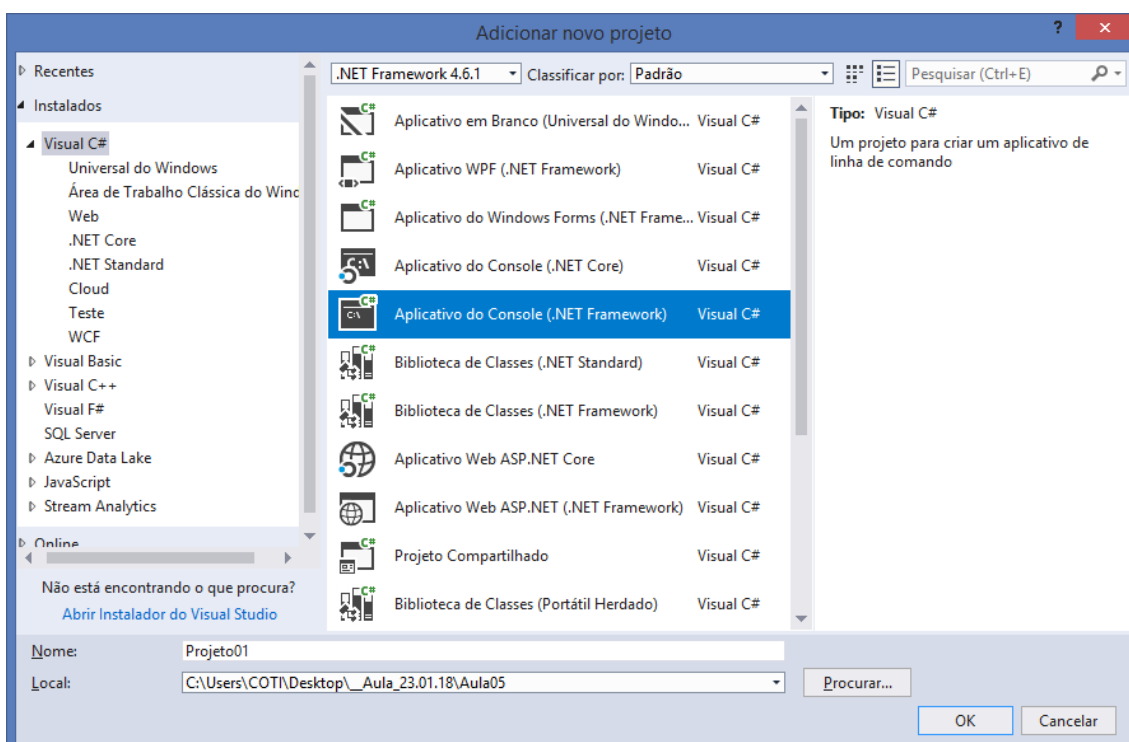 Adicionar novo projeto
?
Recentes
Instalados
Visual C#
Universal do Windows
Área de Trabalho Clássica do Wind
Web
.NET Core
.NET Standard
Cloud
Teste
WCF
Visual Basic
Visual C++
Visual F#
SQL Server
Azure Data Lake
JavaScript
Stream Analytics
Online
Não está encontrando o que procura?
Abrir Instalador do Visual Studio
.NET Framework 4.6.1 Classificar por: Padrão
Pesquisar (Ctrl+E)
Aplicativo em Branco (Universal do Windo... Visual C#
Aplicativo WPF (.NET Framework) Visual C#
Aplicativo do Windows Forms (.NET Frame... Visual C#
Aplicativo do Console (.NET Core) Visual C#
Aplicativo do Console (.NET Framework) Visual C#
Biblioteca de Classes (.NET Standard) Visual C#
Biblioteca de Classes (.NET Framework) Visual C#
Aplicativo Web ASP.NET Core Visual C#
Aplicativo Web ASP.NET (.NET Framework) Visual C#
Projeto Compartilhado Visual C#
Biblioteca de Classes (Portátil Herdado) Visual C#
Tipo: Visual C#
Um projeto para criar um aplicativo de
linha de comando
Nome: Projeto01
Local: C:\Users\COTI\Desktop\__Aula_23.01.18\Aula05
Procurar...
OK Cancelar